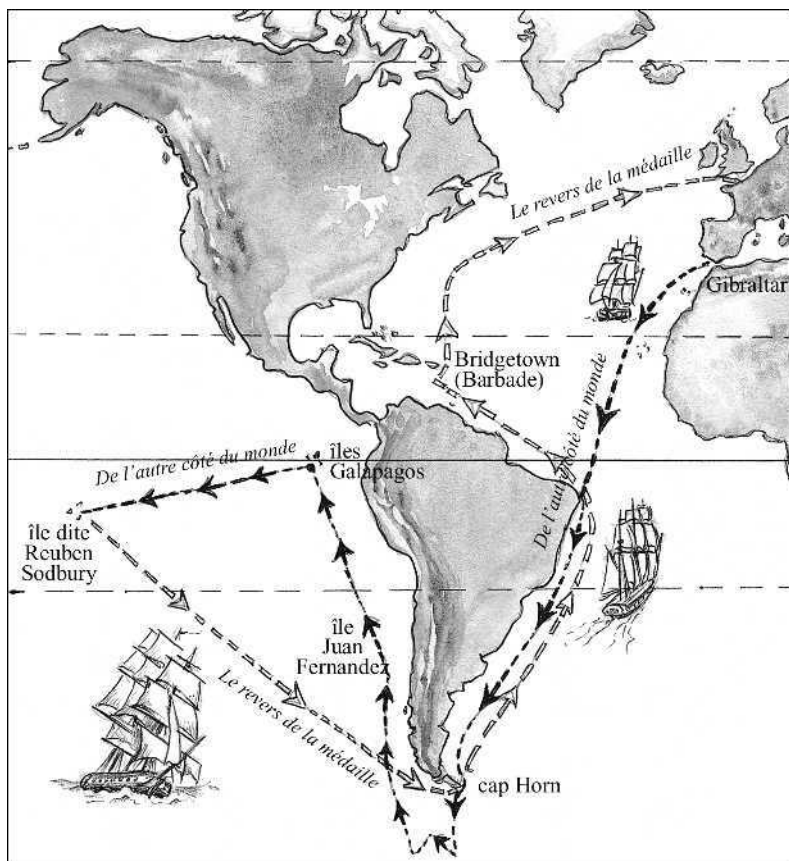 Le revers de la médaille
Gibraltar
Bridgetown
(Barbade)
De l'autre côté du monde
De l'autre côté du monde
îles
Galapagos
île dite
Reuben
Sodbury
île
Juan
Fernandez
Le revers de la médaille
cap Horn